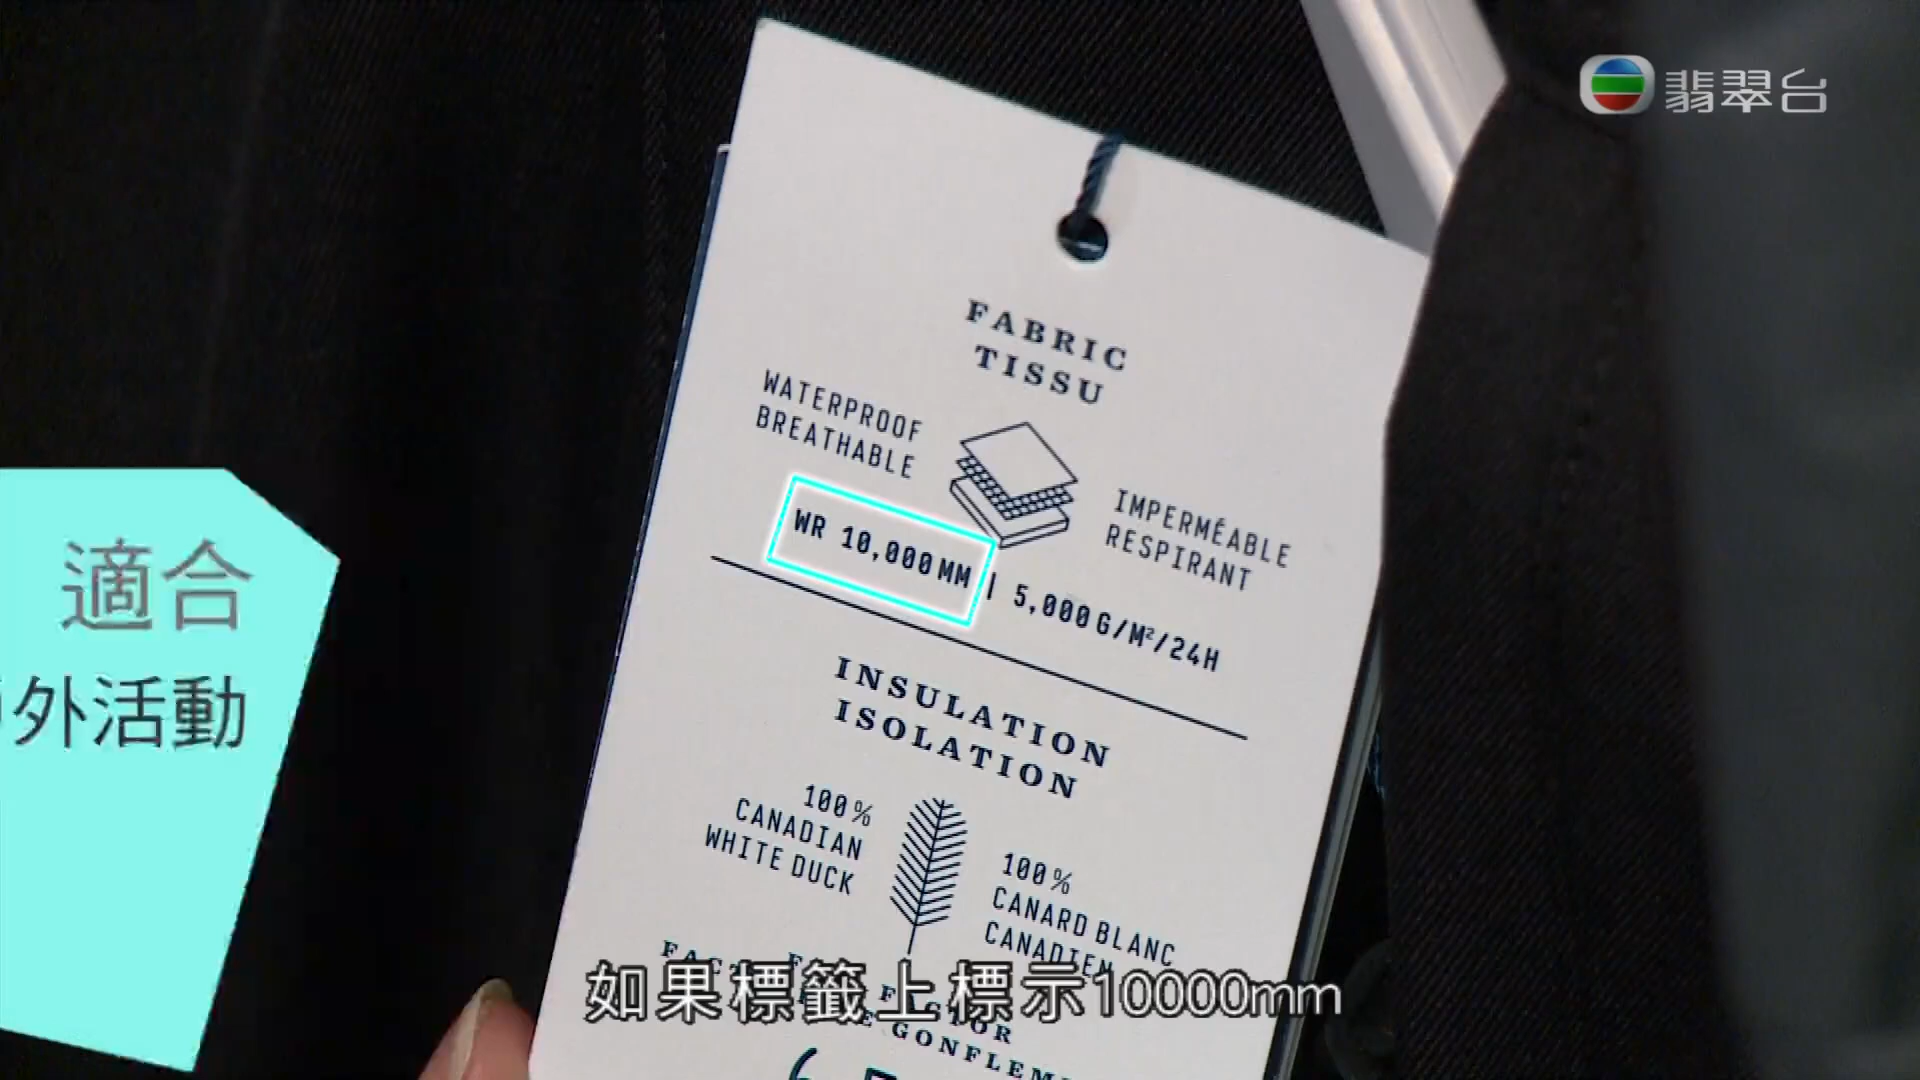 翡翠台
FABRIC
TISSU
WATERPROOF
BREATHABLE
IMPERMÉABLE
RESPIRANT
WR 10,000 MM | 5,000 G/M²/24H
適合
外活動
INSULATION
ISOLATION
100%
CANADIAN
WHITE DUCK
100%
CANARD BLANC
CANADIEN
如果標籤上標示10000mm